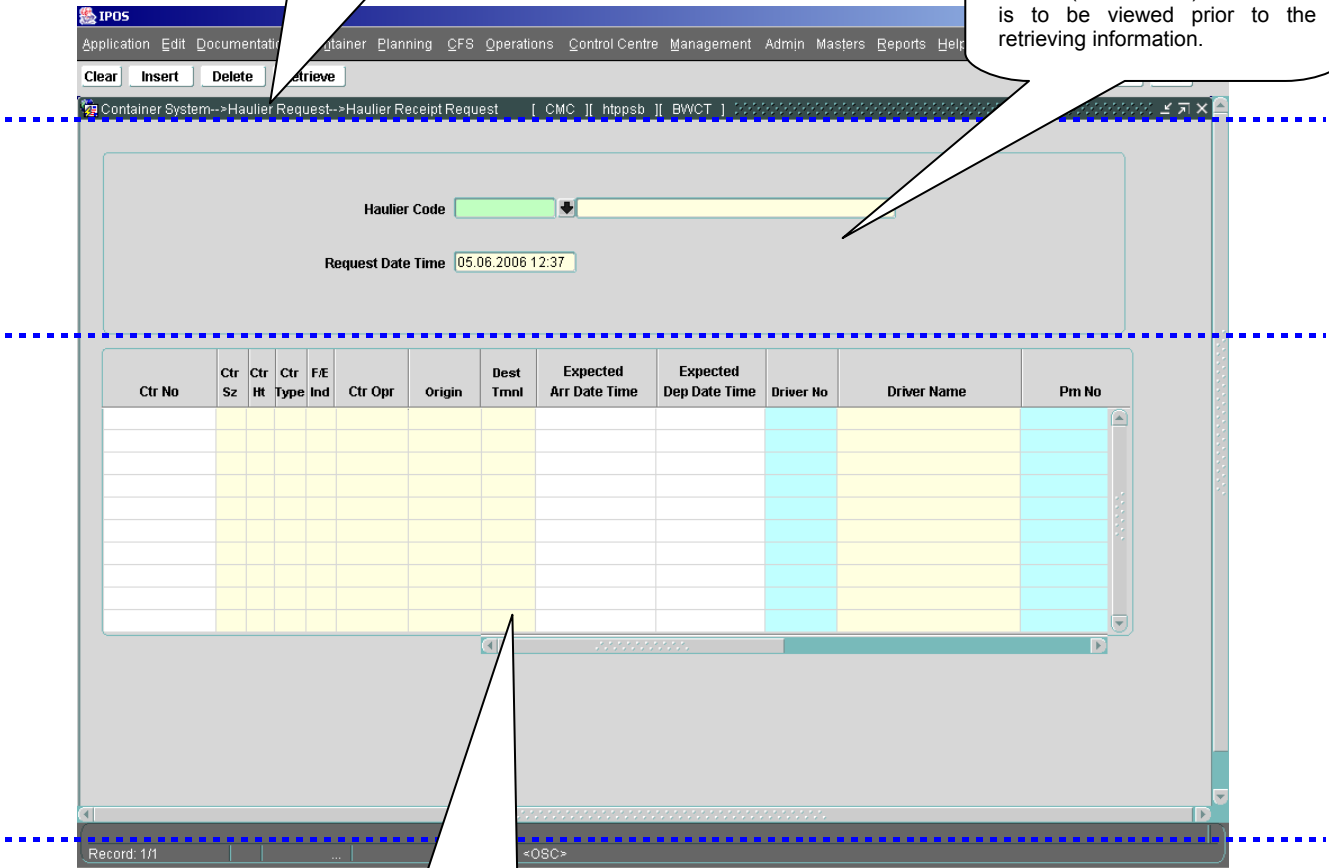 is to be viewed prior to the
retrieving information.
IPOS
Application Edit Planning CFS Operations Control Centre Management Admin Masters Reports Help
Clear Insert Delete
Container System-->Haulier Request-->Haulier Receipt Request [ CMC ][ htppsb ][ BWCT ]
Haulier Code
Request Date Time 05.06.2006 12:37
Ctr No Ctr Sz Ctr Ht Ctr Type F/E Ind Ctr Opr Origin Dest Tmnl Expected Arr Date Time Expected Dep Date Time Driver No Driver Name Pm No
Record: 1/1 ... <OSC>